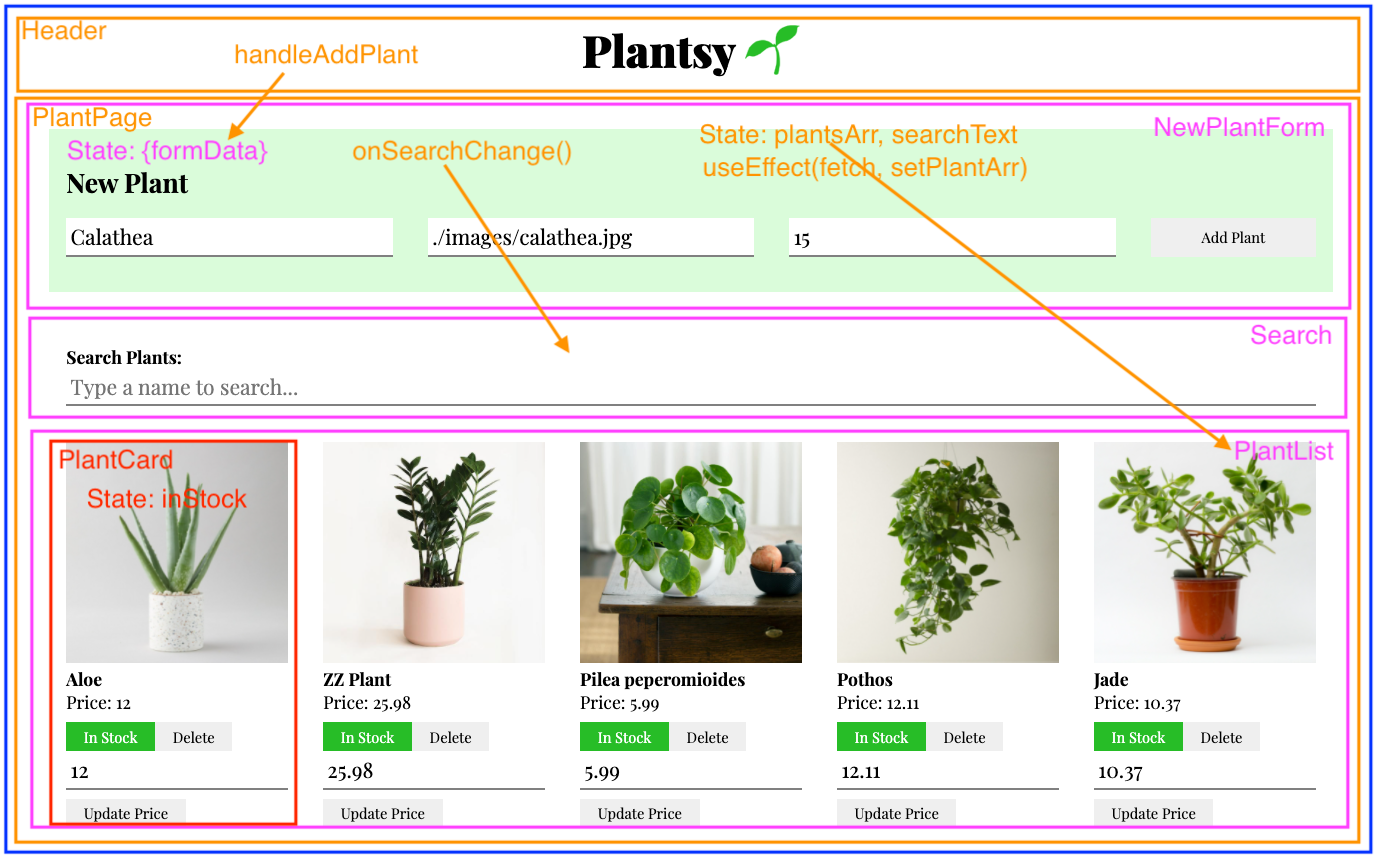 Header
handleAddPlant
Plantsy
PlantPage
State: {formData}
onSearchChange()
State: plantsArr, searchText
useEffect(fetch, setPlantArr)
NewPlantForm
New Plant
Calathea
./images/calathea.jpg
15
Add Plant
Search
Search Plants:
Type a name to search...
PlantCard
State: inStock
PlantList
Aloe
Price: 12
In Stock Delete
12
Update Price
ZZ Plant
Price: 25.98
In Stock Delete
25.98
Update Price
Pilea peperomioides
Price: 5.99
In Stock Delete
5.99
Update Price
Pothos
Price: 12.11
In Stock Delete
12.11
Update Price
Jade
Price: 10.37
In Stock Delete
10.37
Update Price